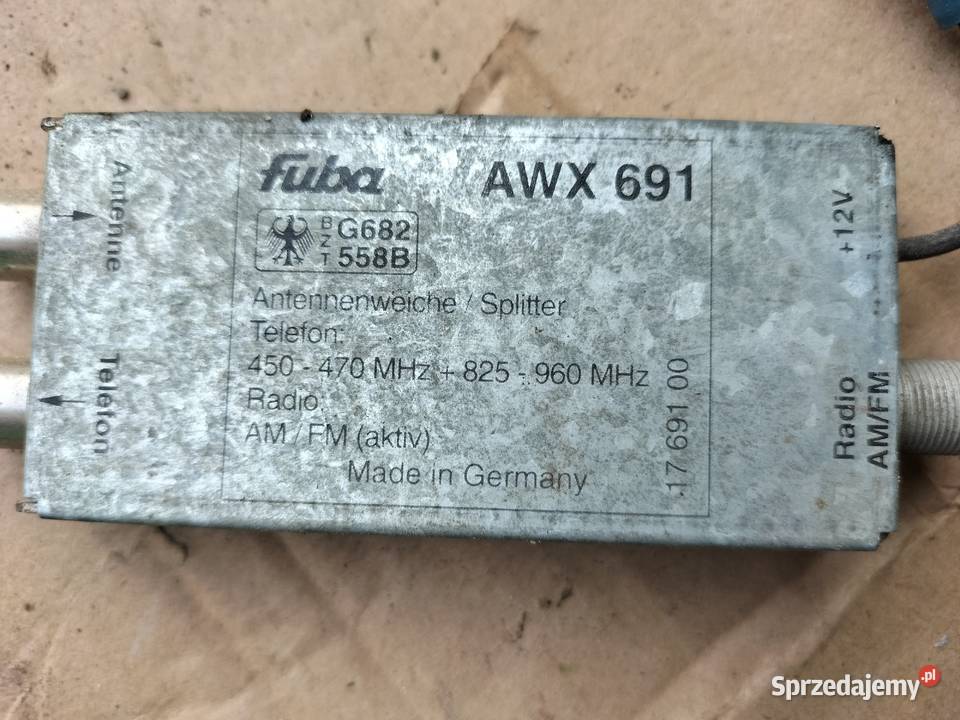 fuba AWX 691
BZT G682
558B
Antennenweiche / Splitter
Telefon:
450 - 470 MHz + 825 - 960 MHz
Radio:
AM / FM (aktiv)
Made in Germany
17 691 00
Antenne
Telefon
+12V
Radio
AM/FM
Sprzedajemy.pl